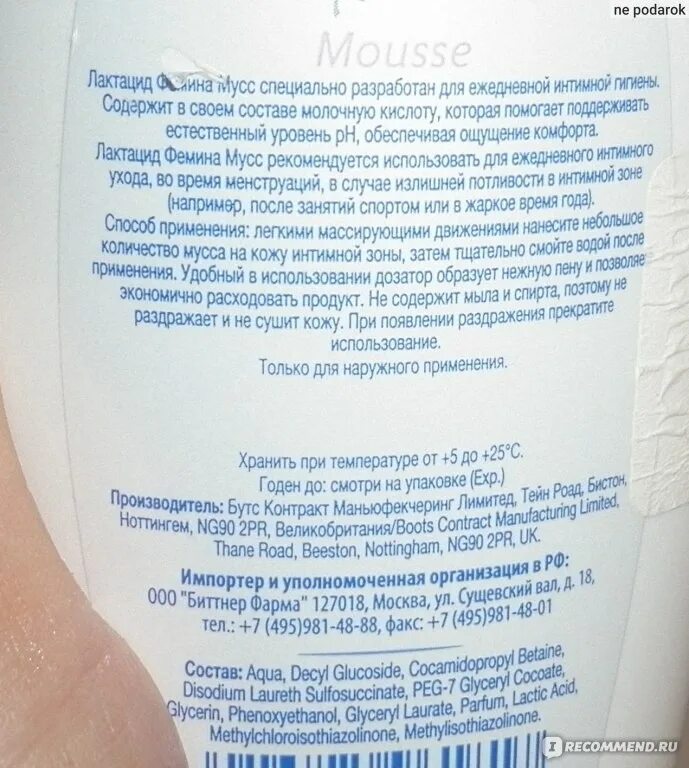 ne podarok
Mousse
Лактацид Фемина Мусс специально разработан для ежедневной интимной гигиены.
Содержит в своем составе молочную кислоту, которая помогает поддерживать
естественный уровень pH, обеспечивая ощущение комфорта.
Лактацид Фемина Мусс рекомендуется использовать для ежедневного интимного
ухода, во время менструаций, в случае излишней потливости в интимной зоне
(например, после занятий спортом или в жаркое время года).
Способ применения: легкими массирующими движениями нанесите небольшое
количество мусса на кожу интимной зоны, затем тщательно смойте водой после
применения. Удобный в использовании дозатор образует нежную пену и позволяе
экономично расходовать продукт. Не содержит мыла и спирта, поэтому не
раздражает и не сушит кожу. При появлении раздражения прекратите
использование.
Только для наружного применения.
Хранить при температуре от +5 до +25°C.
Годен до: смотри на упаковке (Exp.)
Производитель: Бутс Контракт Маньюфекчеринг Лимитед, Тейн Роад, Бистон,
Ноттингем, NG90 2PR, Великобритания/Boots Contract Manufacturing Limited,
Thane Road, Beeston, Nottingham, NG90 2PR, UK.
Импортер и уполномоченная организация в РФ:
ООО "Биттнер Фарма" 127018, Москва, ул. Сущевский вал, д. 18,
тел.: +7 (495)981-48-88, факс: +7 (495)981-48-01
Состав: Aqua, Decyl Glucoside, Cocamidopropyl Betaine,
Disodium Laureth Sulfosuccinate, PEG-7 Glyceryl Cocoate,
Glycerin, Phenoxyethanol, Glyceryl Laurate, Parfum, Lactic Acid,
Methylchloroisothiazolinone, Methylisothiazolinone.
I RECOMMEND.RU